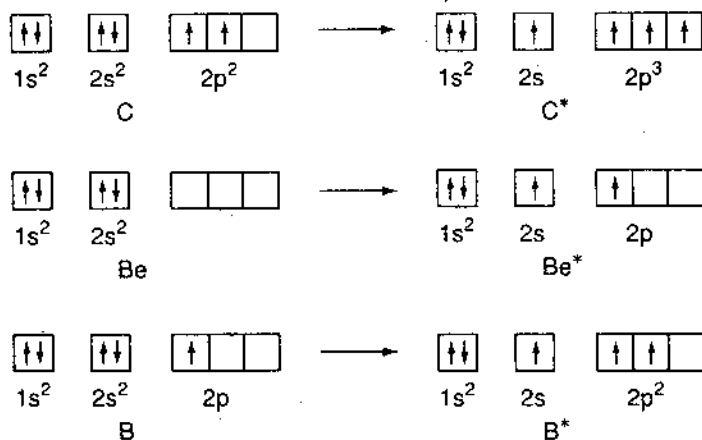 1s² 2s² 2p² 1s² 2s 2p³
C C*
1s² 2s² 1s² 2s 2p
Be Be*
1s² 2s² 2p 1s² 2s 2p²
B B*